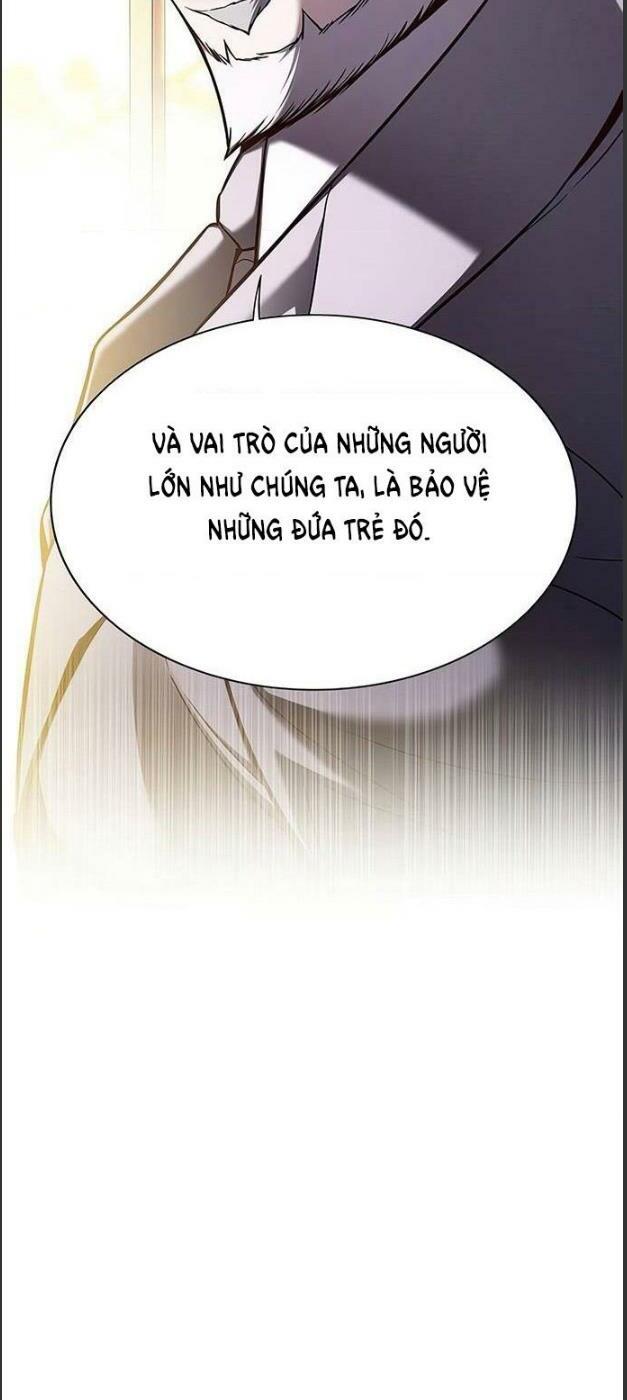 VÀ VAI TRÒ CỦA NHỮNG NGƯỜI
LỚN NHƯ CHÚNG TA, LÀ BẢO VỆ
NHỮNG ĐỨA TRẺ ĐÓ.